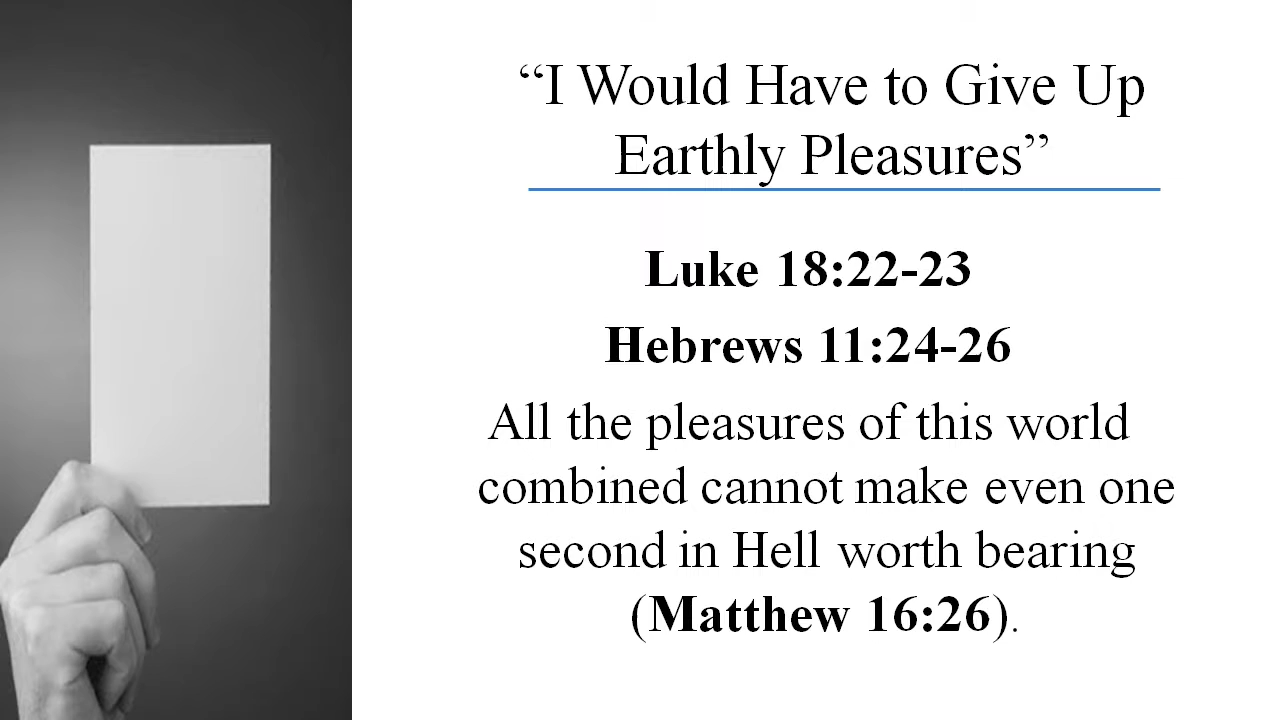 “I Would Have to Give Up
Earthly Pleasures”
Luke 18:22-23
Hebrews 11:24-26
All the pleasures of this world
combined cannot make even one
second in Hell worth bearing
(Matthew 16:26).